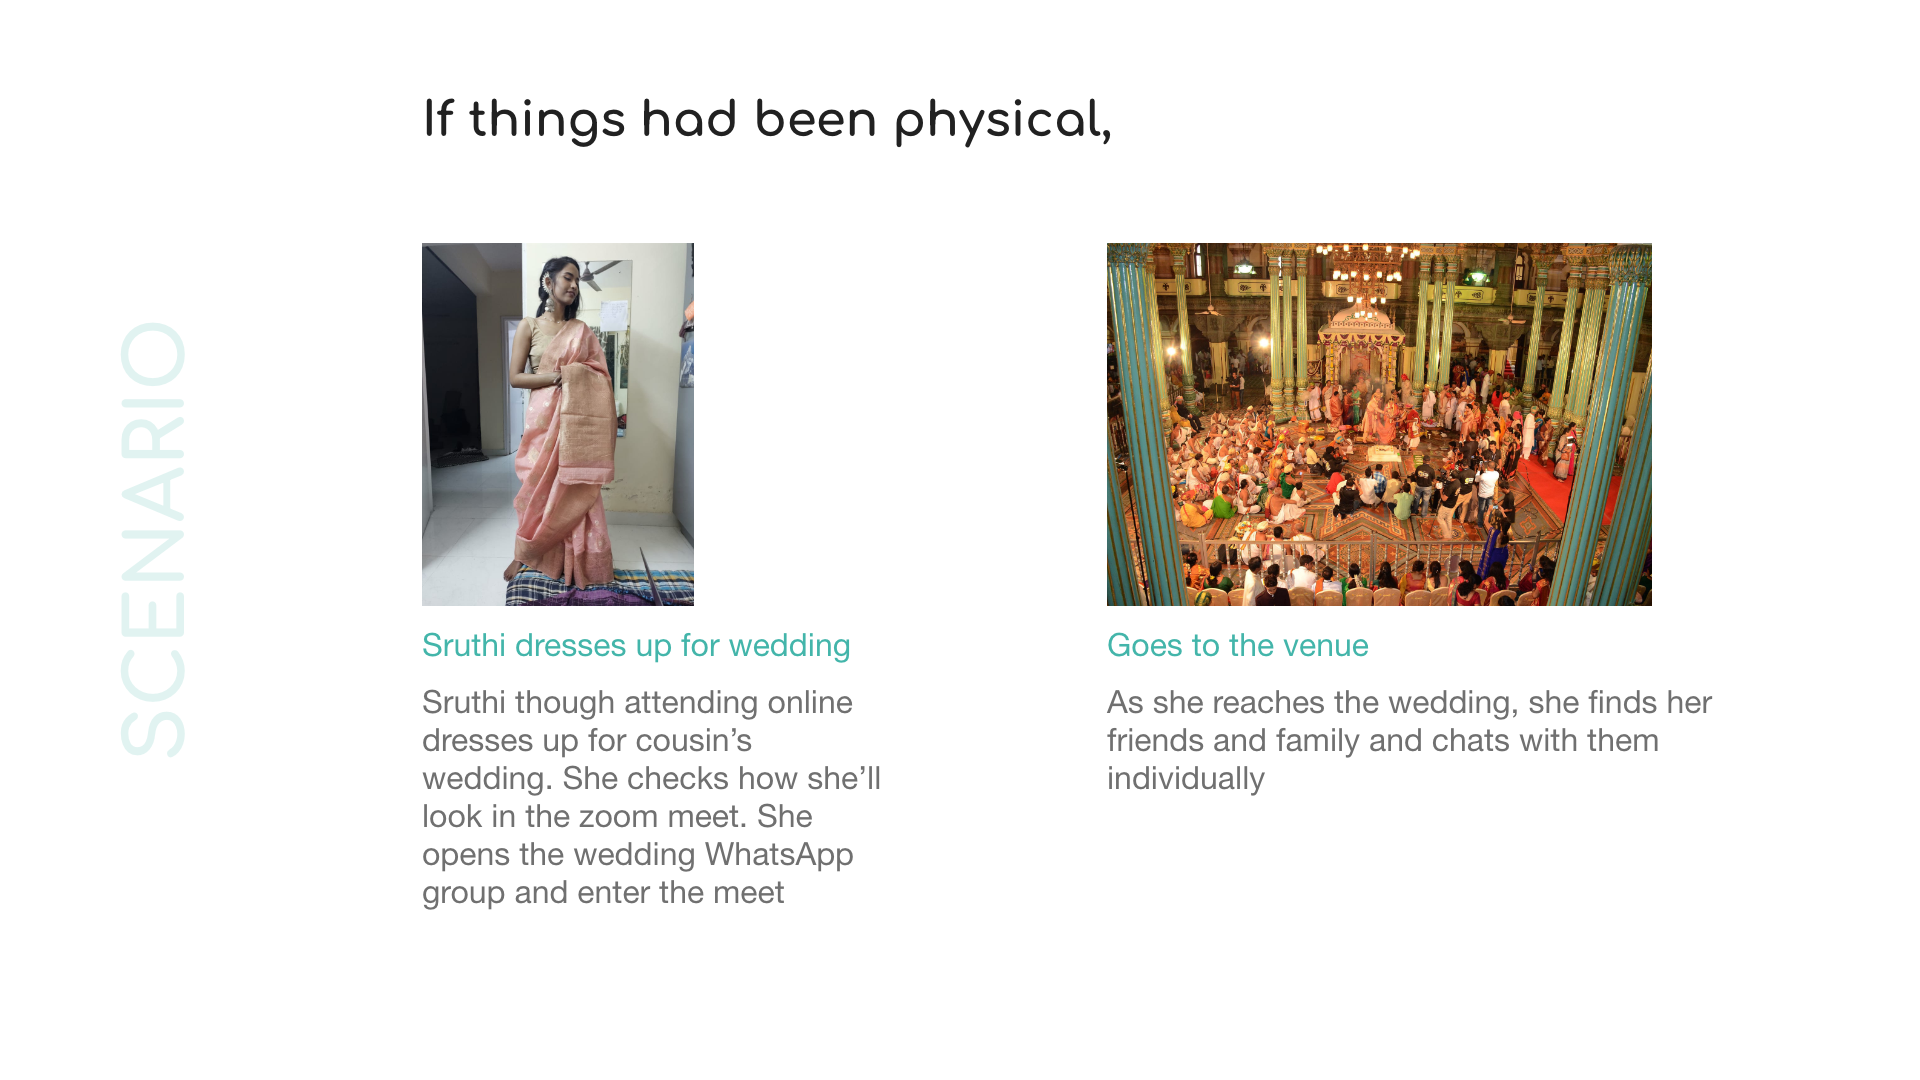 If things had been physical,
SCENARIO
Sruthi dresses up for wedding
Sruthi though attending online
dresses up for cousin’s
wedding. She checks how she’ll
look in the zoom meet. She
opens the wedding WhatsApp
group and enter the meet
Goes to the venue
As she reaches the wedding, she finds her
friends and family and chats with them
individually